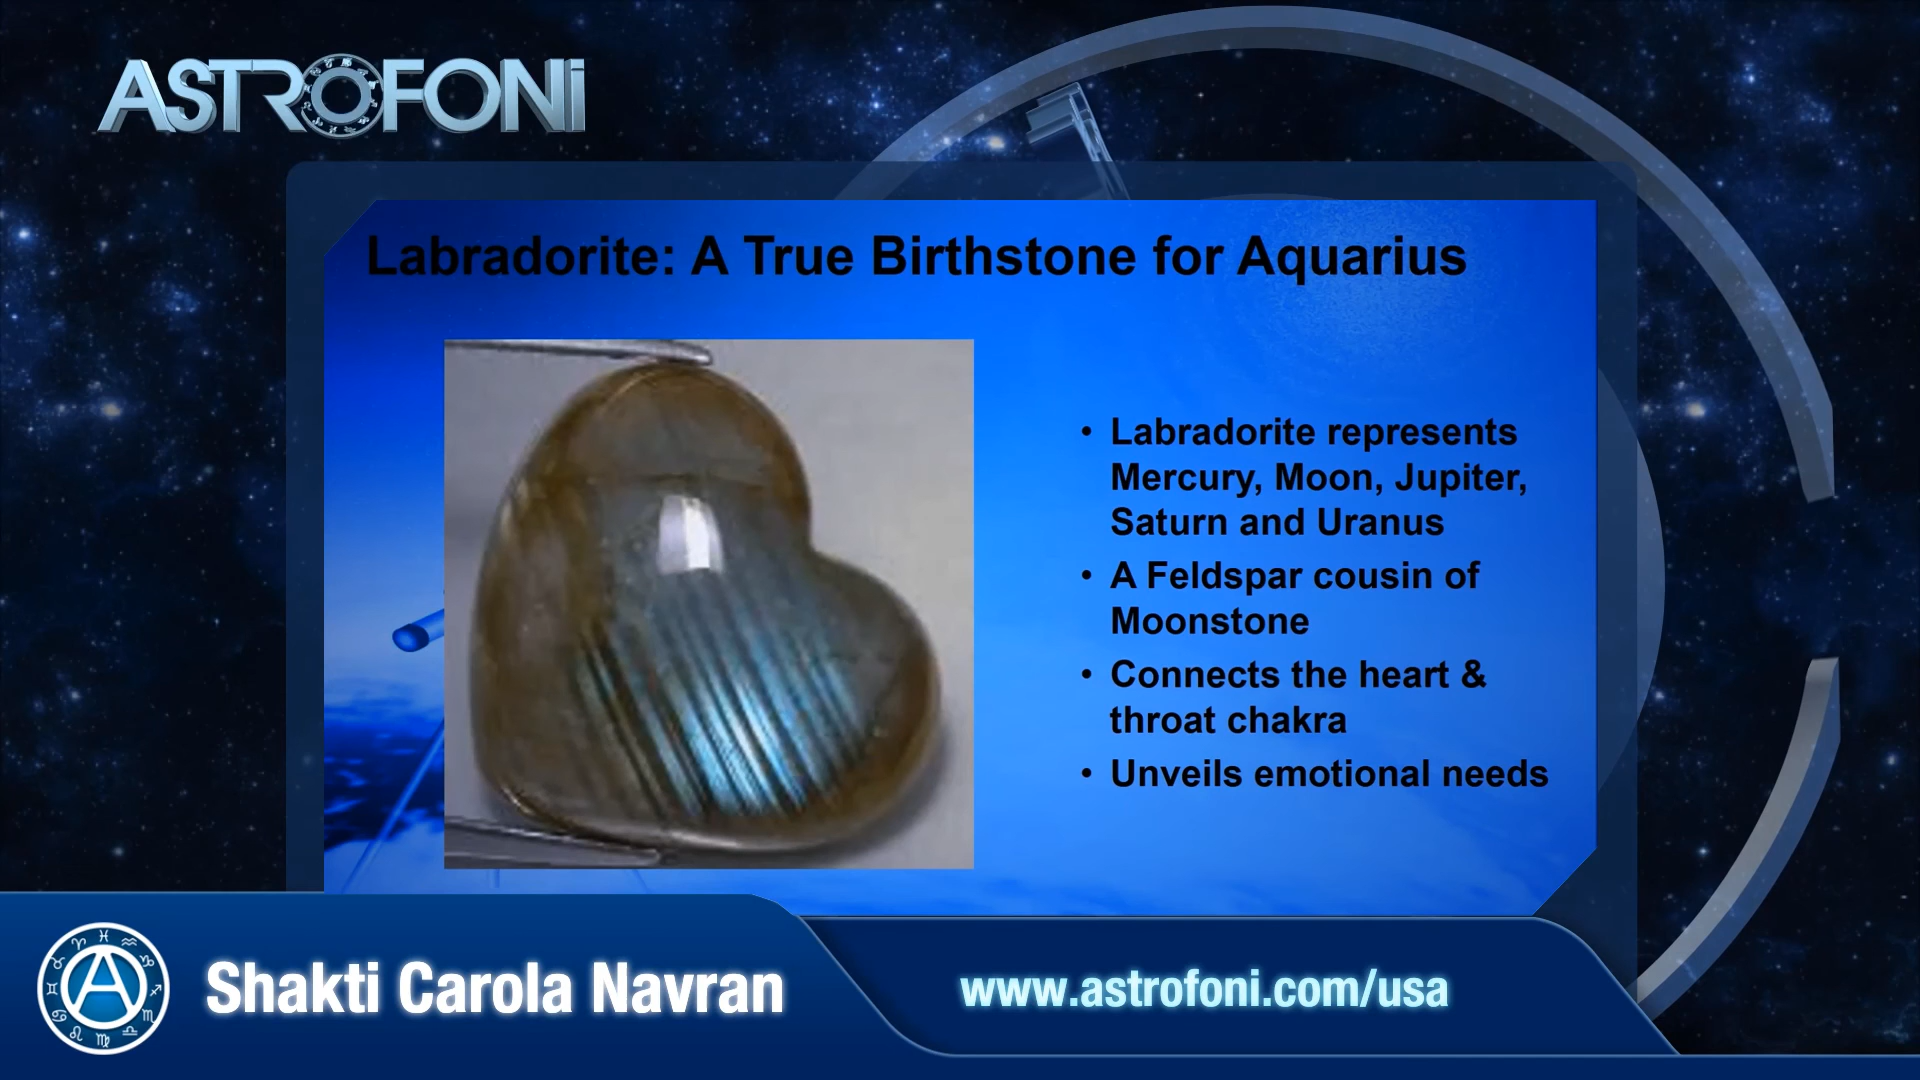 ASTROFONi
Labradorite: A True Birthstone for Aquarius
• Labradorite represents
Mercury, Moon, Jupiter,
Saturn and Uranus
• A Feldspar cousin of
Moonstone
• Connects the heart &
throat chakra
• Unveils emotional needs
Shakti Carola Navran
www.astrofoni.com/usa